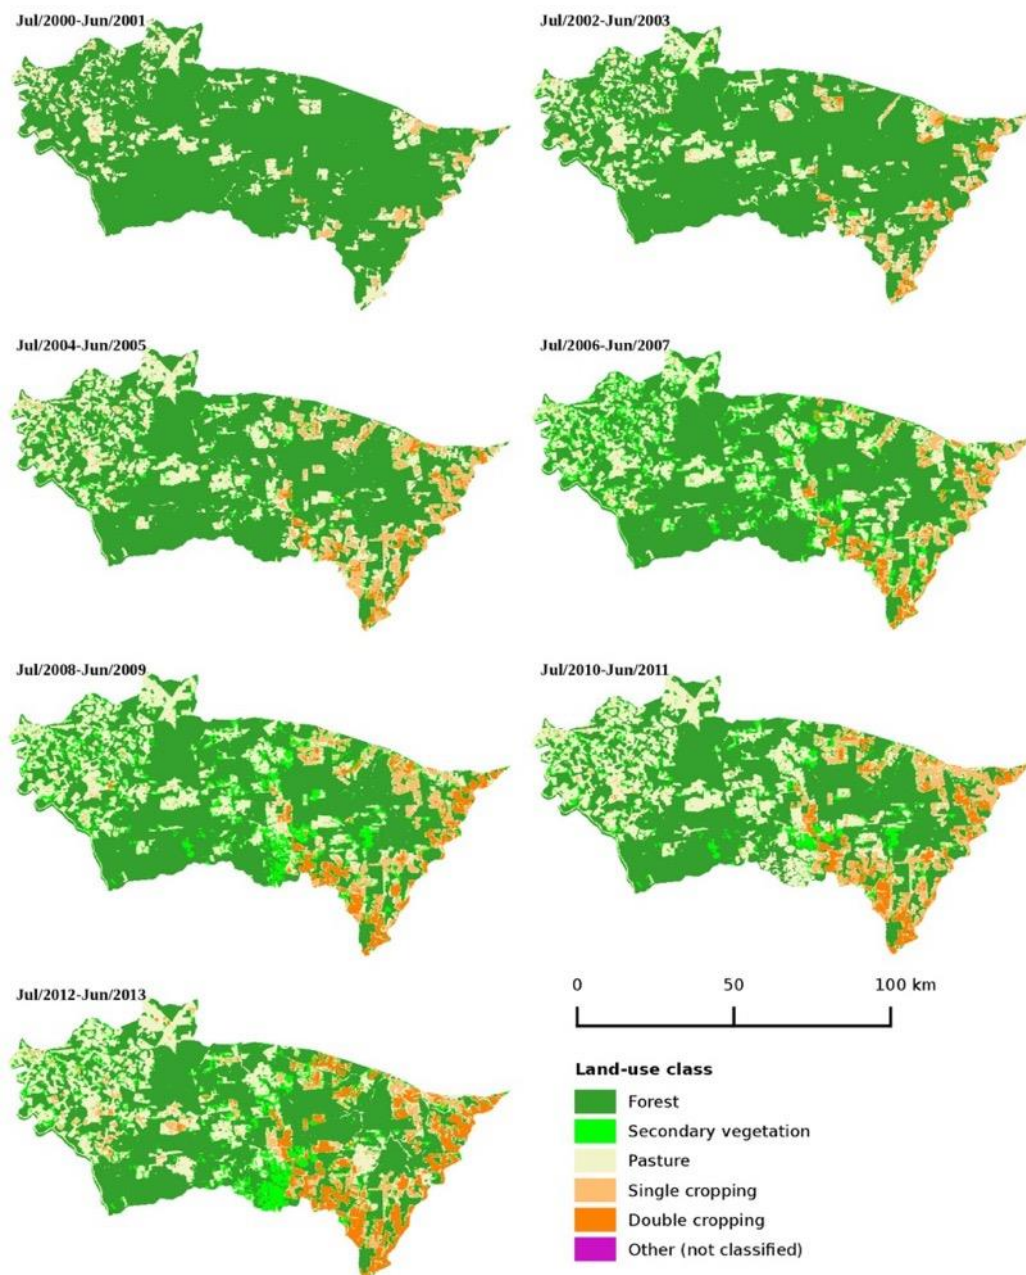 Jul/2000-Jun/2001
Jul/2002-Jun/2003
Jul/2004-Jun/2005
Jul/2006-Jun/2007
Jul/2008-Jun/2009
Jul/2010-Jun/2011
Jul/2012-Jun/2013
0 50 100 km
Land-use class
Forest
Secondary vegetation
Pasture
Single cropping
Double cropping
Other (not classified)